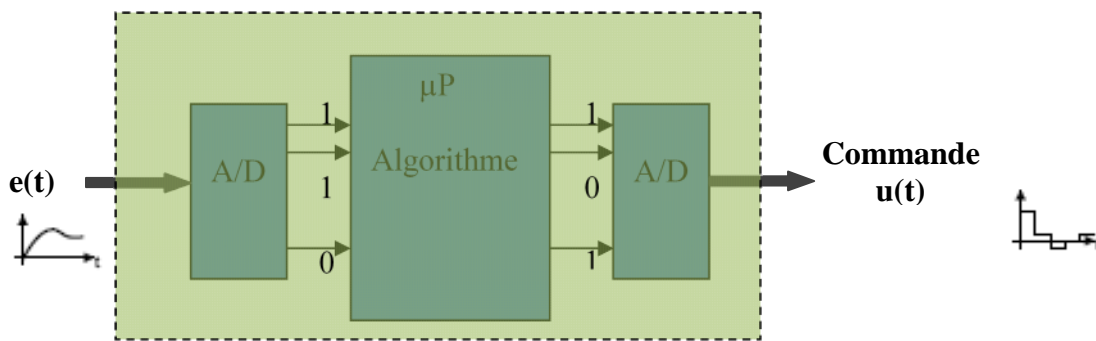 e(t)
t
A/D
1
1
0
µP
Algorithme
1
0
1
A/D
Commande
u(t)
t